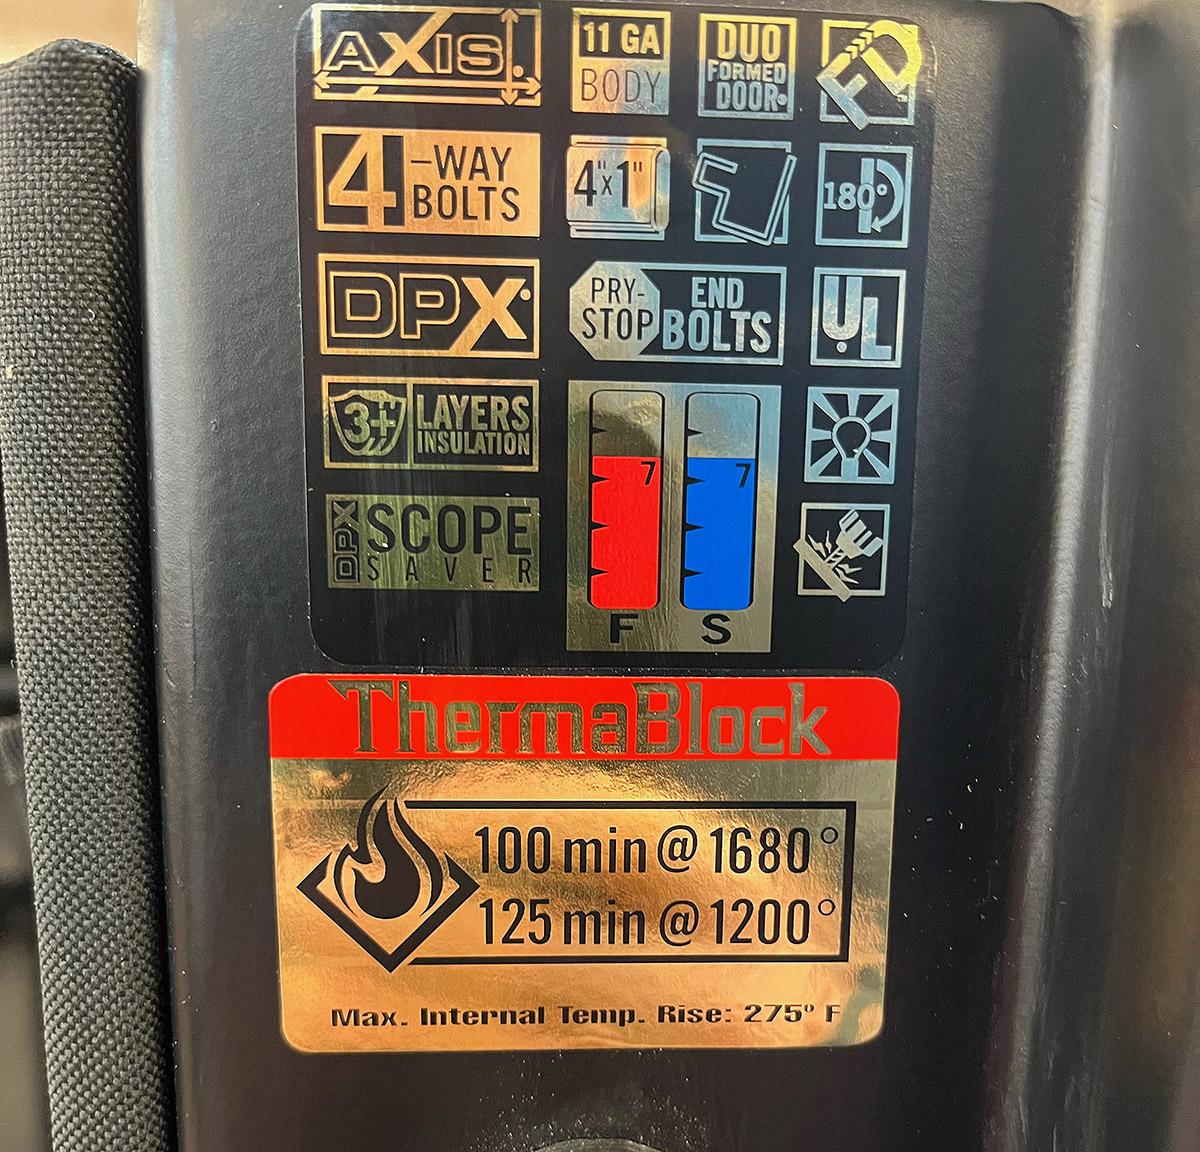 AXIS
11 GA
BODY
DUO
FORMED
DOOR
FD
4-WAY
BOLTS
4"x1"
180°
DPX
PRY-
STOP
END
BOLTS
UL
3+
LAYERS
INSULATION
DPX
SCOPE
SAVER
7
7
F
S
ThermaBlock
100 min @ 1680°
125 min @ 1200°
Max. Internal Temp. Rise: 275° F